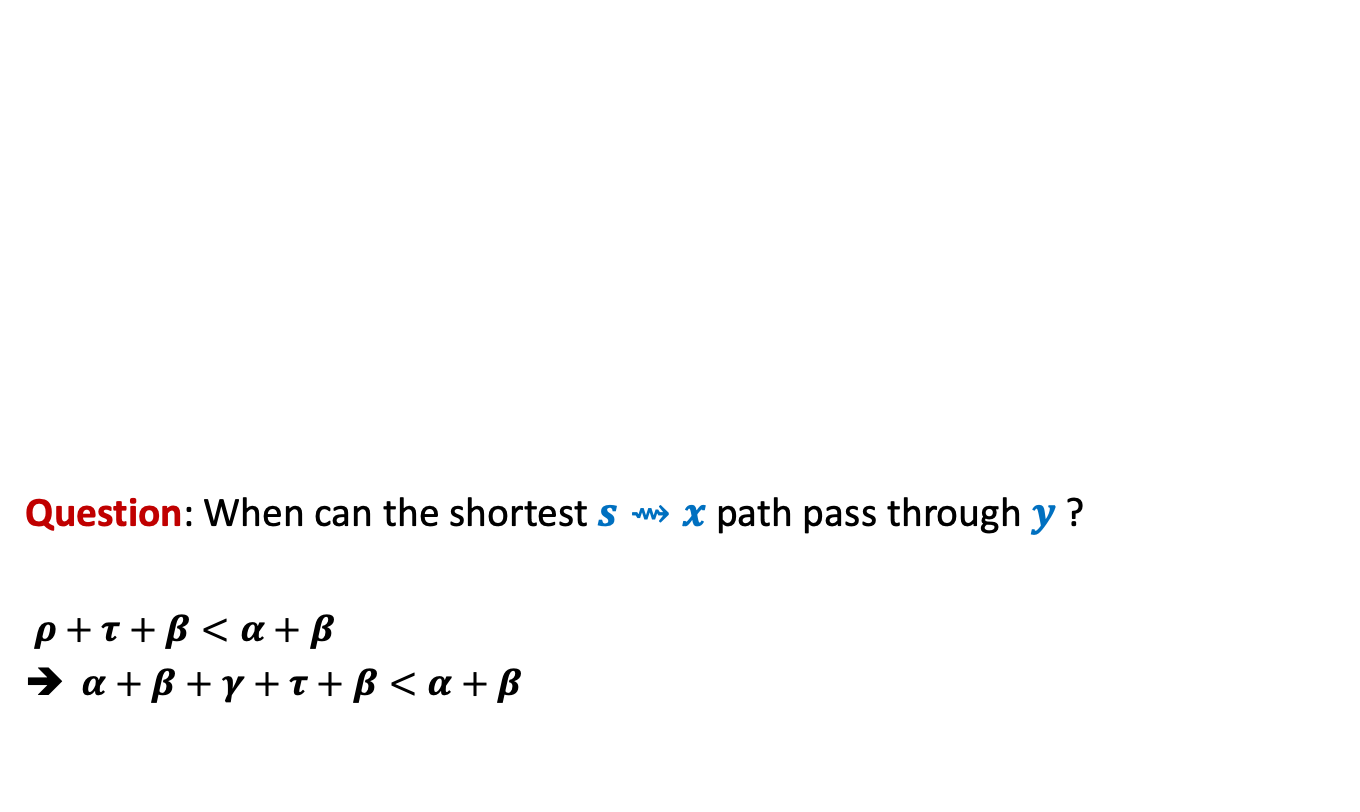 Question: When can the shortest s ⇝ x path pass through y ?
ρ + τ + β < α + β
➔ α + β + γ + τ + β < α + β